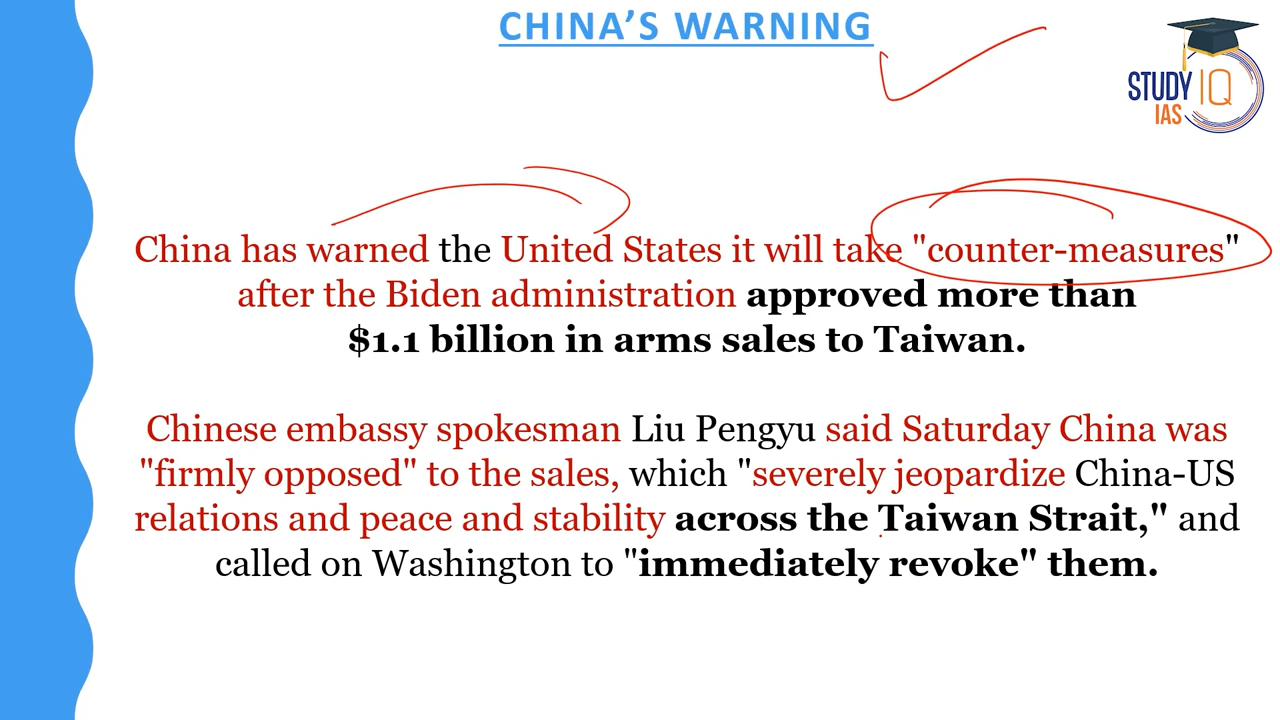 CHINA'S WARNING
STUDY IQ
IAS
China has warned the United States it will take "counter-measures"
after the Biden administration approved more than
$1.1 billion in arms sales to Taiwan.
Chinese embassy spokesman Liu Pengyu said Saturday China was
"firmly opposed" to the sales, which "severely jeopardize China-US
relations and peace and stability across the Taiwan Strait," and
called on Washington to "immediately revoke" them.